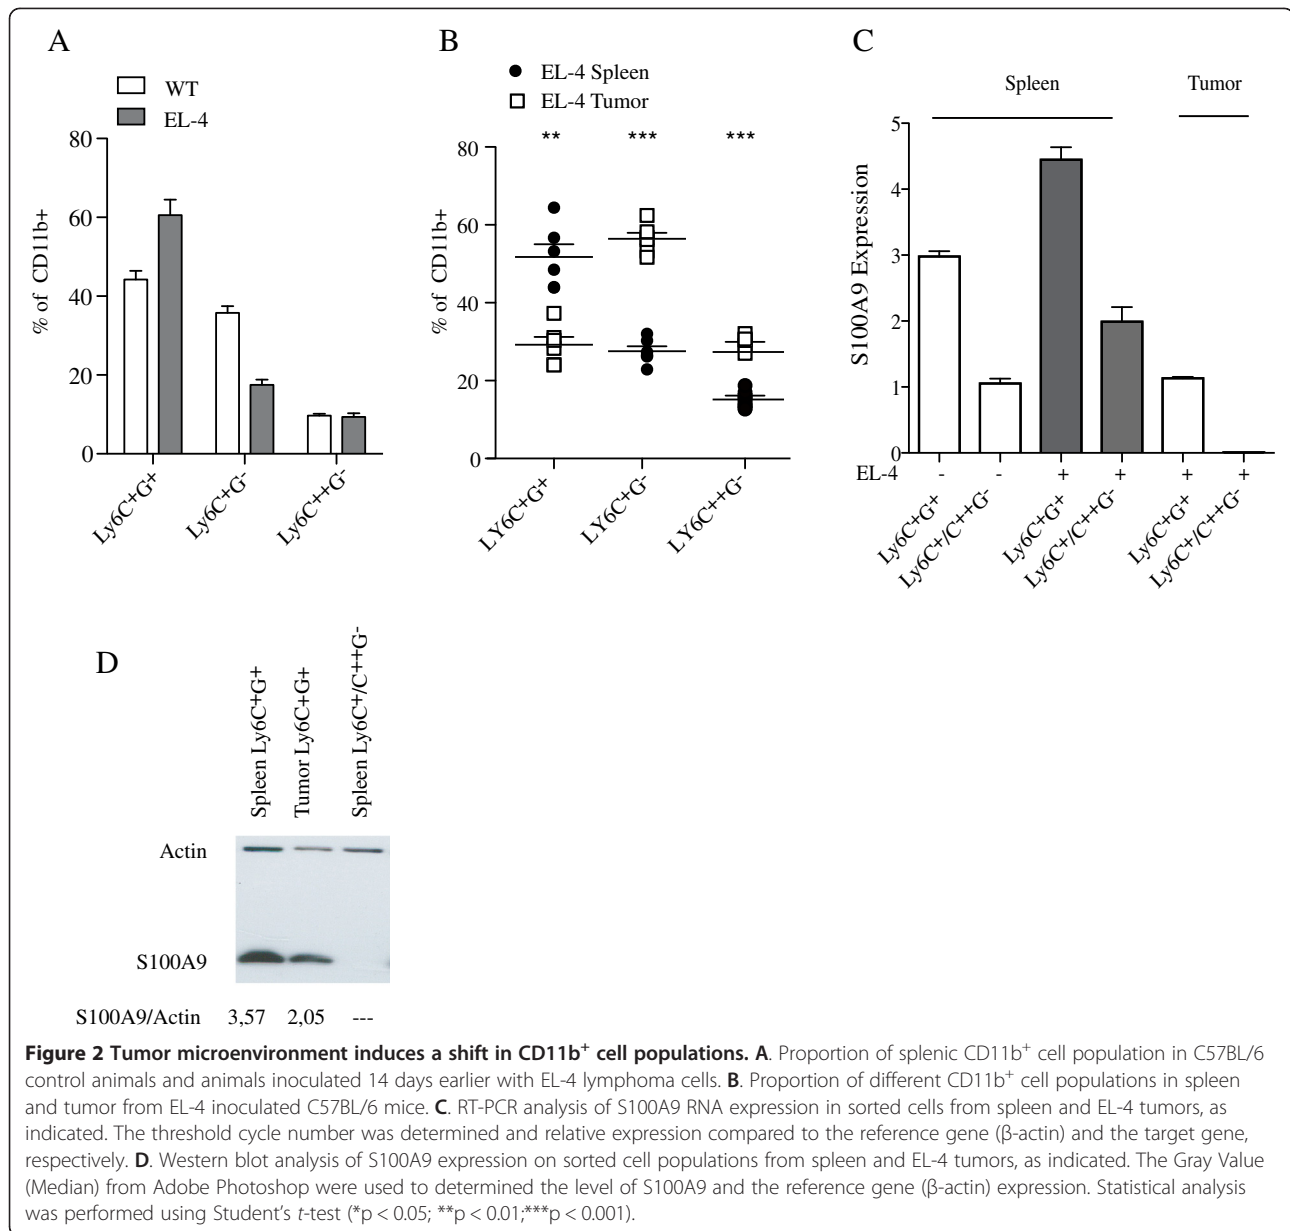 A
WT
EL-4
% of CD11b+
80
60
40
20
0
Ly6C+G+
Ly6C+G-
Ly6C++G-
B
EL-4 Spleen
EL-4 Tumor
** *** ***
% of CD11b+
80
60
40
20
0
LY6C+G+
LY6C+G-
LY6C++G-
C
Spleen Tumor
S100A9 Expression
5
4
3
2
1
0
EL-4 - - + + + +
Ly6C+G+
Ly6C+/C++G-
Ly6C+G+
Ly6C+/C++G-
Ly6C+G+
Ly6C+/C++G-
D
Spleen Ly6C+G+
Tumor Ly6C+G+
Spleen Ly6C+/C++G-
Actin
S100A9
S100A9/Actin 3,57 2,05 ---
Figure 2 Tumor microenvironment induces a shift in CD11b⁺ cell populations. A. Proportion of splenic CD11b⁺ cell population in C57BL/6
control animals and animals inoculated 14 days earlier with EL-4 lymphoma cells. B. Proportion of different CD11b⁺ cell populations in spleen
and tumor from EL-4 inoculated C57BL/6 mice. C. RT-PCR analysis of S100A9 RNA expression in sorted cells from spleen and EL-4 tumors, as
indicated. The threshold cycle number was determined and relative expression compared to the reference gene (β-actin) and the target gene,
respectively. D. Western blot analysis of S100A9 expression on sorted cell populations from spleen and EL-4 tumors, as indicated. The Gray Value
(Median) from Adobe Photoshop were used to determined the level of S100A9 and the reference gene (β-actin) expression. Statistical analysis
was performed using Student's t-test (*p < 0.05; **p < 0.01;***p < 0.001).